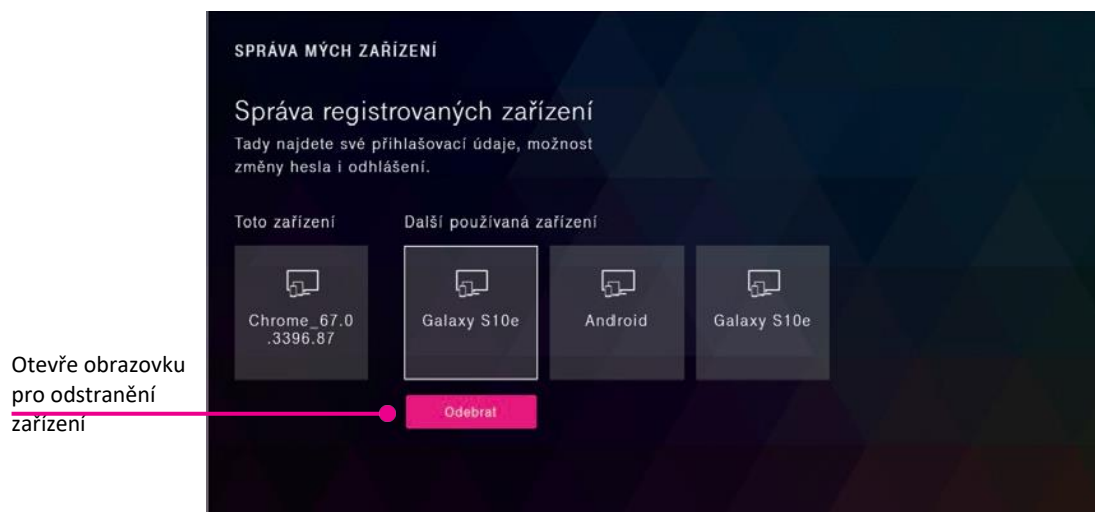 SPRÁVA MÝCH ZAŘÍZENÍ
Správa registrovaných zařízení
Tady najdete své přihlašovací údaje, možnost
změny hesla i odhlášení.
Toto zařízení
Další používaná zařízení
Chrome_67.0
.3396.87
Galaxy S10e
Android
Galaxy S10e
Odebrat
Otevře obrazovku
pro odstranění
zařízení